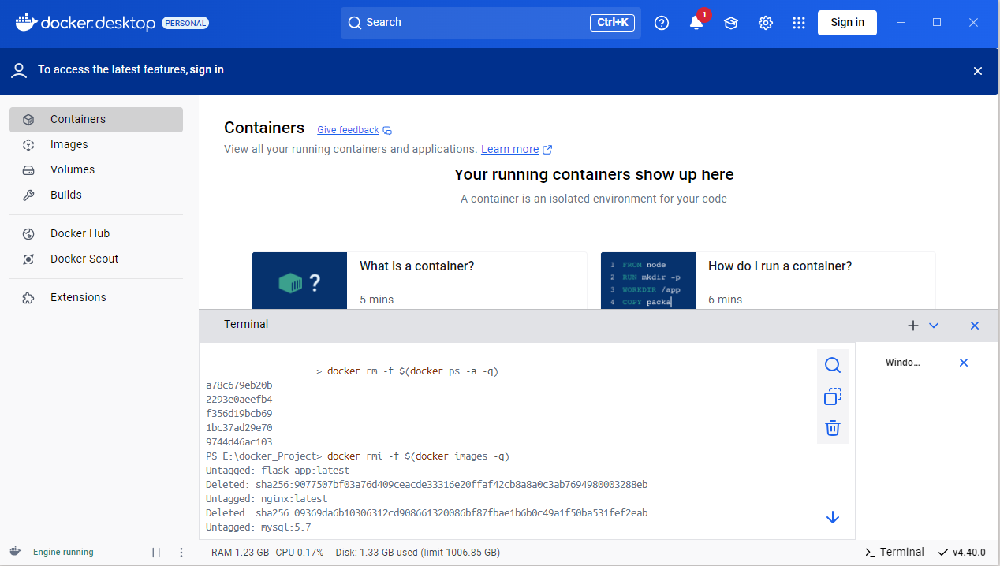 docker.desktop PERSONAL
Search Ctrl+K
1
Sign in
To access the latest features, sign in
Containers
Images
Volumes
Builds
Docker Hub
Docker Scout
Extensions
Containers Give feedback
View all your running containers and applications. Learn more
Your running containers show up here
A container is an isolated environment for your code
What is a container?
5 mins
1 FROM node
2 RUN mkdir -p
3 WORKDIR /app
4 COPY packa
How do I run a container?
6 mins
Terminal
> docker rm -f $(docker ps -a -q)
a78c679eb20b
2293e0aeefb4
f356d19bcb69
1bc37ad29e70
9744d46ac103
PS E:\docker_Project> docker rmi -f $(docker images -q)
Untagged: flask-app:latest
Deleted: sha256:9077507bf03a76d409ceacde33316e20ffaf42cb8a8a0c3ab7694980003288eb
Untagged: nginx:latest
Deleted: sha256:09369da6b10306312cd908661320086bf87fbae1b6b0c49a1f50ba531fef2eab
Untagged: mysql:5.7
Windo...
Engine running
RAM 1.23 GB CPU 0.17% Disk: 1.33 GB used (limit 1006.85 GB)
Terminal
v4.40.0